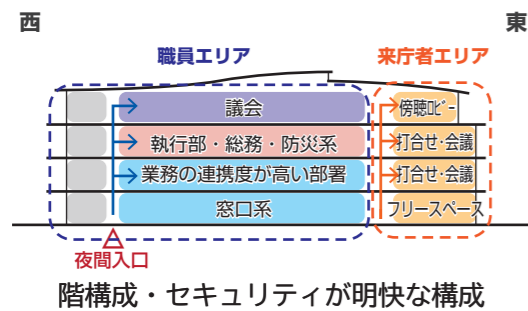 西
東
職員エリア
来庁者エリア
議会
傍聴ロビー
執行部・総務・防災系
打合せ・会議
業務の連携度が高い部署
打合せ・会議
窓口系
フリースペース
夜間入口
階構成・セキュリティが明快な構成